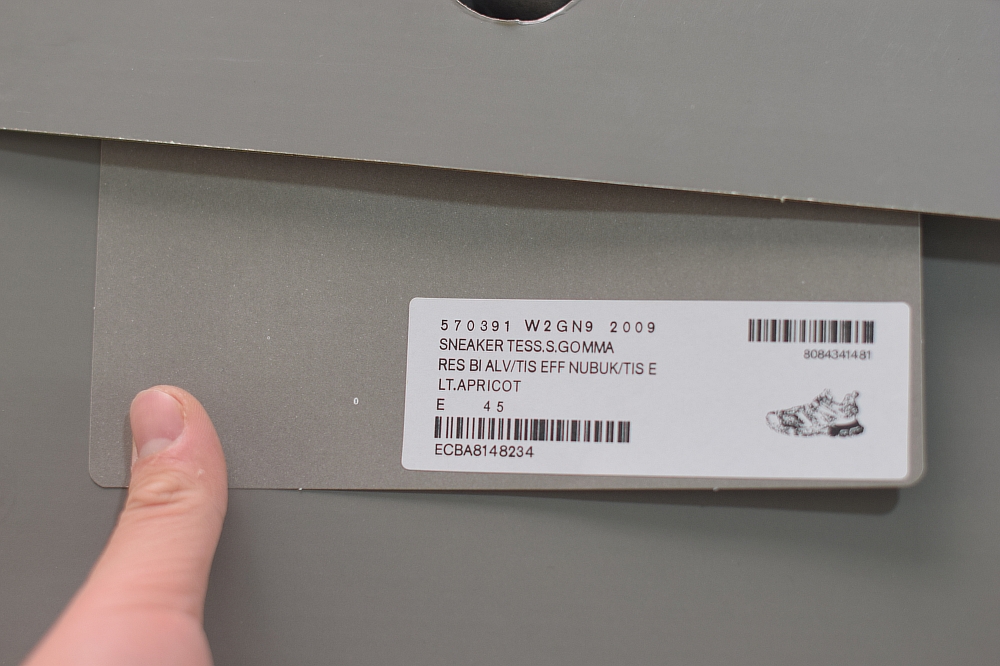 570391 W2GN9 2009
SNEAKER TESS.S.GOMMA
RES BI ALV/TIS EFF NUBUK/TIS E
LT.APRICOT
E 45
ECBA8148234
8084341481